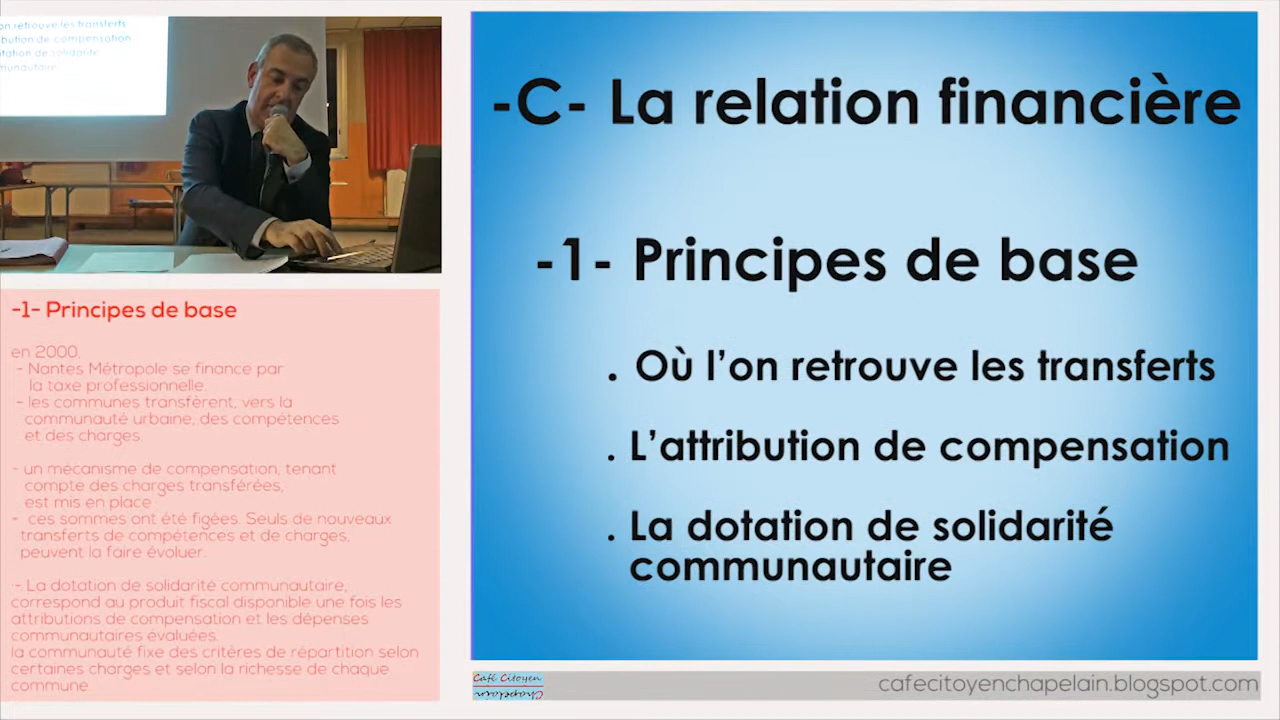 on retrouve les transferts
bution de compensation
tation de solidarité
munautaire
-C- La relation financière
-1- Principes de base
. Où l'on retrouve les transferts
. L'attribution de compensation
. La dotation de solidarité
communautaire
-1- Principes de base
en 2000,
- Nantes Métropole se finance par
la taxe professionnelle.
- les communes transfèrent, vers la
communauté urbaine, des compétences
et des charges.
- un mécanisme de compensation, tenant
compte des charges transférées,
est mis en place
- ces sommes ont été figées. Seuls de nouveaux
transferts de compétences et de charges,
peuvent la faire évoluer.
- La dotation de solidarité communautaire,
correspond au produit fiscal disponible une fois les
attributions de compensation et les dépenses
communautaires évaluées.
la communauté fixe des critères de répartition selon
certaines charges et selon la richesse de chaque
commune.
Café Citoyen
Chapelain
cafecitoyenchapelain.blogspot.com